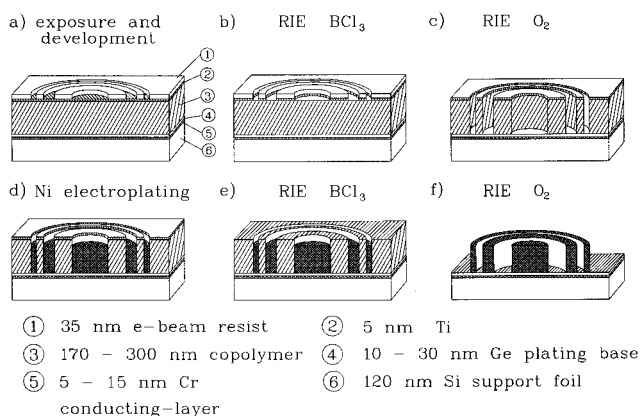 a) exposure and development
b) RIE BCl₃
c) RIE O₂
①
②
③
④
⑤
⑥
d) Ni electroplating
e) RIE BCl₃
f) RIE O₂
① 35 nm e-beam resist
② 5 nm Ti
③ 170 - 300 nm copolymer
④ 10 - 30 nm Ge plating base
⑤ 5 - 15 nm Cr
⑥ 120 nm Si support foil
conducting-layer